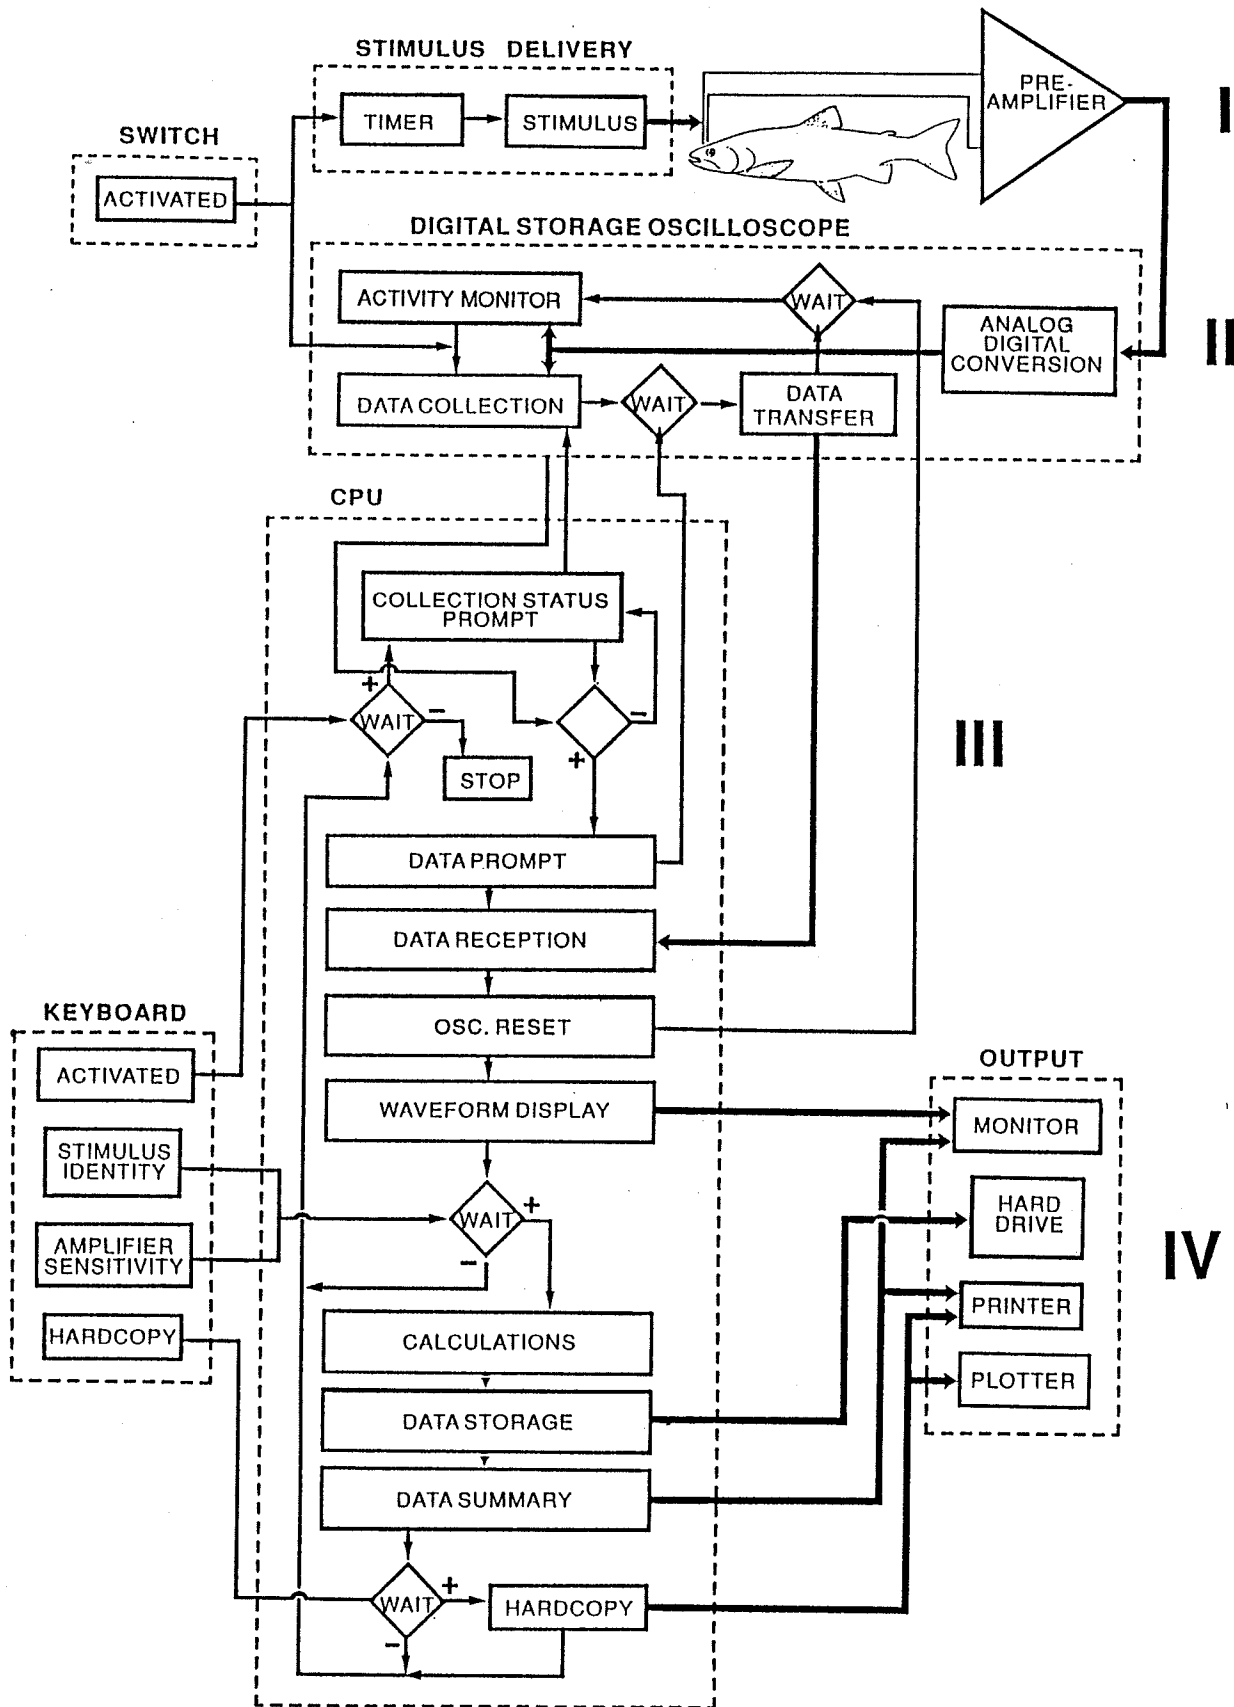 STIMULUS DELIVERY
TIMER
STIMULUS
PRE-
AMPLIFIER
I
SWITCH
ACTIVATED
DIGITAL STORAGE OSCILLOSCOPE
ACTIVITY MONITOR
WAIT
ANALOG
DIGITAL
CONVERSION
II
DATA COLLECTION
WAIT
DATA
TRANSFER
CPU
COLLECTION STATUS
PROMPT
+
WAIT
-
-
+
STOP
III
DATA PROMPT
DATA RECEPTION
OSC. RESET
WAVEFORM DISPLAY
KEYBOARD
ACTIVATED
STIMULUS
IDENTITY
AMPLIFIER
SENSITIVITY
HARDCOPY
WAIT
+
-
CALCULATIONS
DATA STORAGE
DATA SUMMARY
WAIT
+
-
HARDCOPY
OUTPUT
MONITOR
HARD
DRIVE
PRINTER
PLOTTER
IV